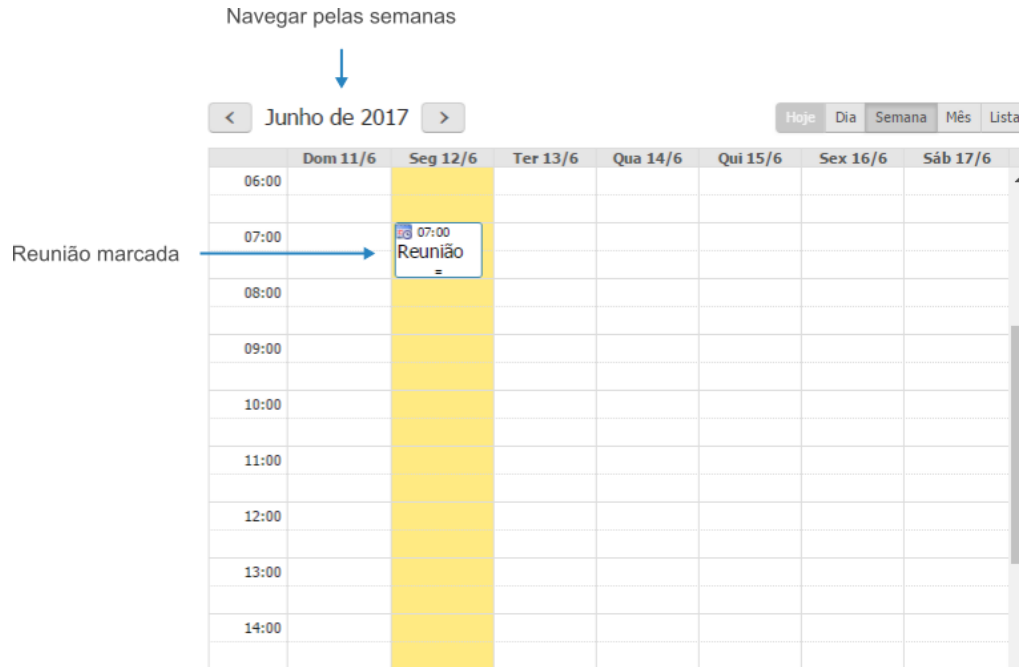 Navegar pelas semanas
< Junho de 2017 >
Hoje Dia Semana Mês Lista
Dom 11/6 Seg 12/6 Ter 13/6 Qua 14/6 Qui 15/6 Sex 16/6 Sáb 17/6
06:00
07:00
07:00
Reunião marcada
Reunião
=
08:00
09:00
10:00
11:00
12:00
13:00
14:00